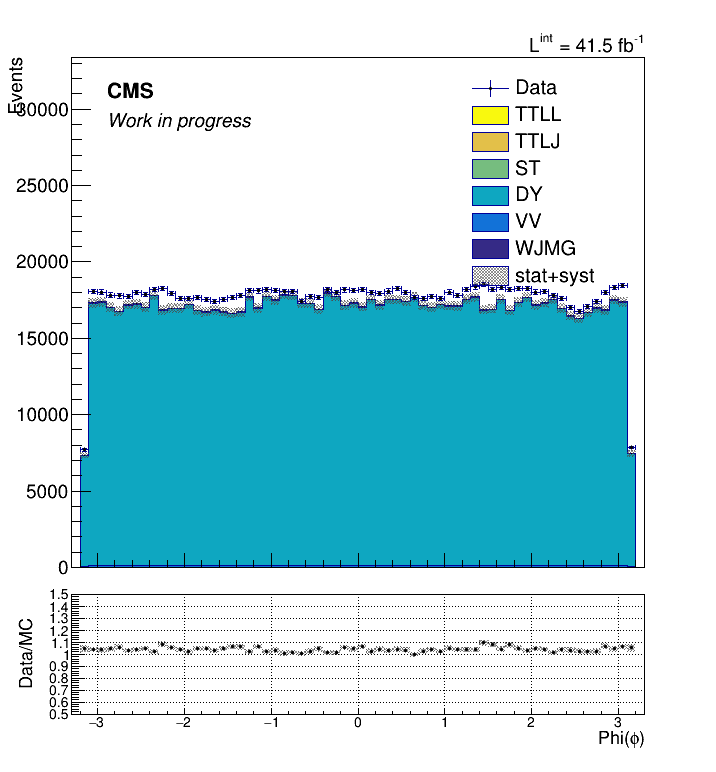 L^int = 41.5 fb^-1
Events
CMS
Work in progress
Data
TTLL
TTLJ
ST
DY
VV
WJMG
stat+syst
30000
25000
20000
15000
10000
5000
0
Data/MC
1.5
1.4
1.3
1.2
1.1
1
0.9
0.8
0.7
0.6
0.5
−3
−2
−1
0
1
2
3
Phi(ϕ)